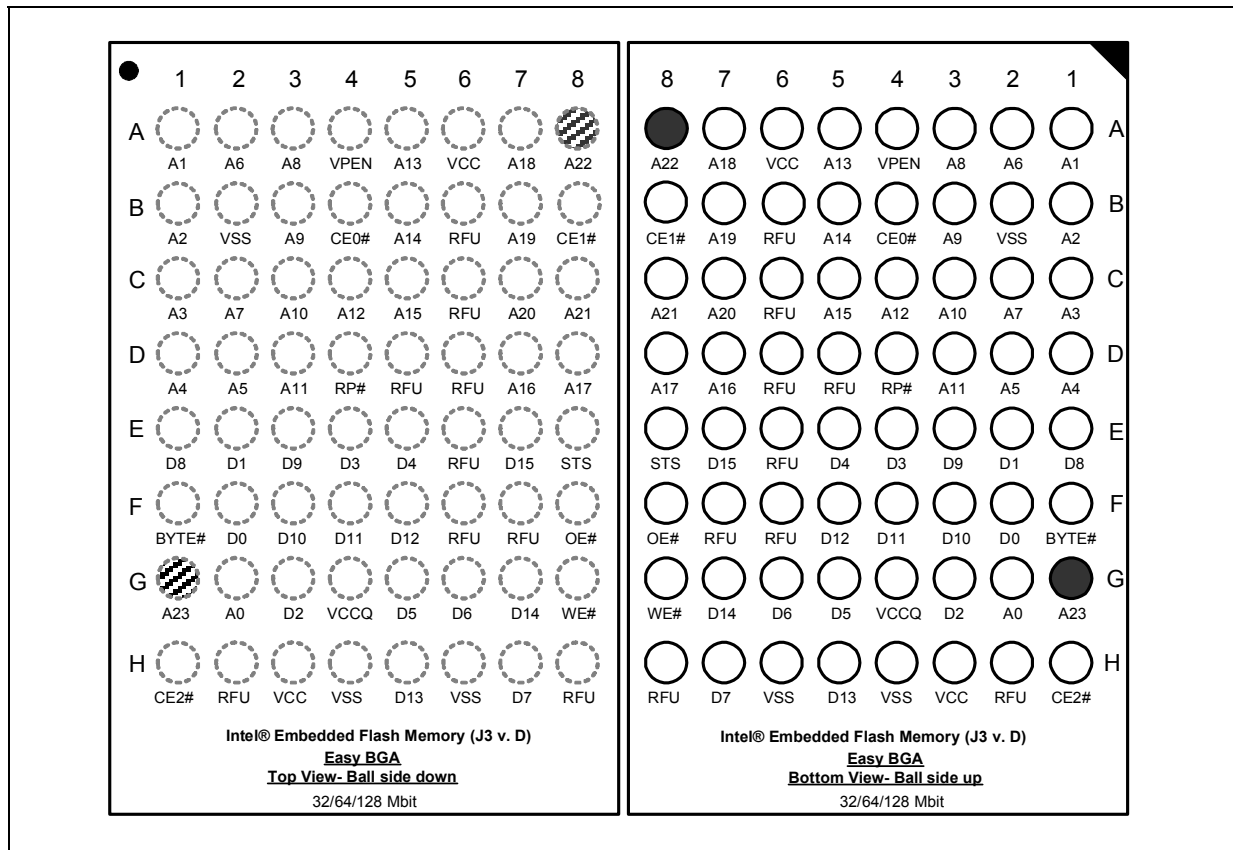 1 2 3 4 5 6 7 8
A
A1 A6 A8 VPEN A13 VCC A18 A22
B
A2 VSS A9 CE0# A14 RFU A19 CE1#
C
A3 A7 A10 A12 A15 RFU A20 A21
D
A4 A5 A11 RP# RFU RFU A16 A17
E
D8 D1 D9 D3 D4 RFU D15 STS
F
BYTE# D0 D10 D11 D12 RFU RFU OE#
G
A23 A0 D2 VCCQ D5 D6 D14 WE#
H
CE2# RFU VCC VSS D13 VSS D7 RFU
Intel® Embedded Flash Memory (J3 v. D)
Easy BGA
Top View- Ball side down
32/64/128 Mbit
8 7 6 5 4 3 2 1
A
A22 A18 VCC A13 VPEN A8 A6 A1
B
CE1# A19 RFU A14 CE0# A9 VSS A2
C
A21 A20 RFU A15 A12 A10 A7 A3
D
A17 A16 RFU RFU RP# A11 A5 A4
E
STS D15 RFU D4 D3 D9 D1 D8
F
OE# RFU RFU D12 D11 D10 D0 BYTE#
G
WE# D14 D6 D5 VCCQ D2 A0 A23
H
RFU D7 VSS D13 VSS VCC RFU CE2#
Intel® Embedded Flash Memory (J3 v. D)
Easy BGA
Bottom View- Ball side up
32/64/128 Mbit